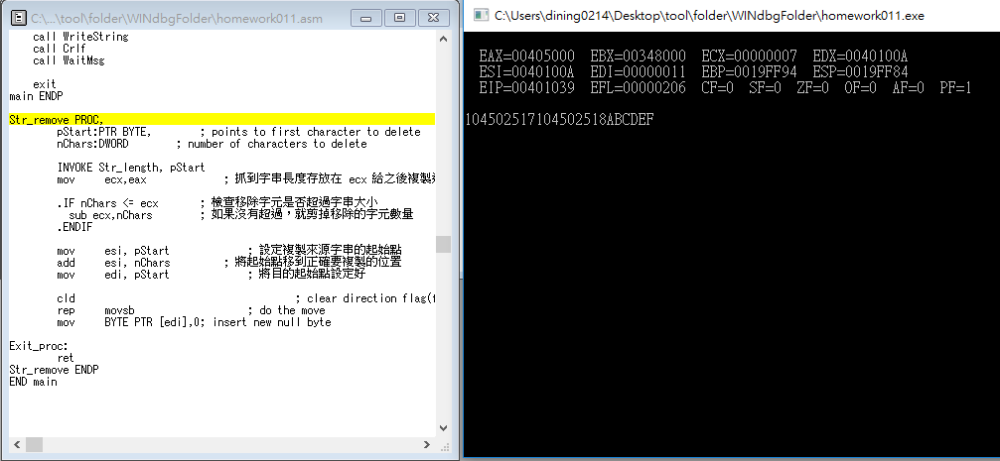 C:\...\tool\folder\WINdbgFolder\homework011.asm
call WriteString
call Crlf
call WaitMsg
exit
main ENDP
Str_remove PROC,
pStart:PTR BYTE, ; points to first character to delete
nChars:DWORD ; number of characters to delete
INVOKE Str_length, pStart
mov ecx,eax ; 抓到字串長度存放在 ecx 給之後複製
.IF nChars <= ecx ; 檢查移除字元是否超過字串大小
sub ecx,nChars ; 如果沒有超過，就剪掉移除的字元數量
.ENDIF
mov esi, pStart ; 設定複製來源字串的起始點
add esi, nChars ; 將起始點移到正確要複製的位置
mov edi, pStart ; 將目的起始點設定好
cld ; clear direction flag(
rep movsb ; do the move
mov BYTE PTR [edi],0; insert new null byte
Exit_proc:
ret
Str_remove ENDP
END main
C:\Users\dining0214\Desktop\tool\folder\WINdbgFolder\homework011.exe
EAX=00405000 EBX=00348000 ECX=00000007 EDX=0040100A
ESI=0040100A EDI=00000011 EBP=0019FF94 ESP=0019FF84
EIP=00401039 EFL=00000206 CF=0 SF=0 ZF=0 OF=0 AF=0 PF=1
104502517104502518ABCDEF